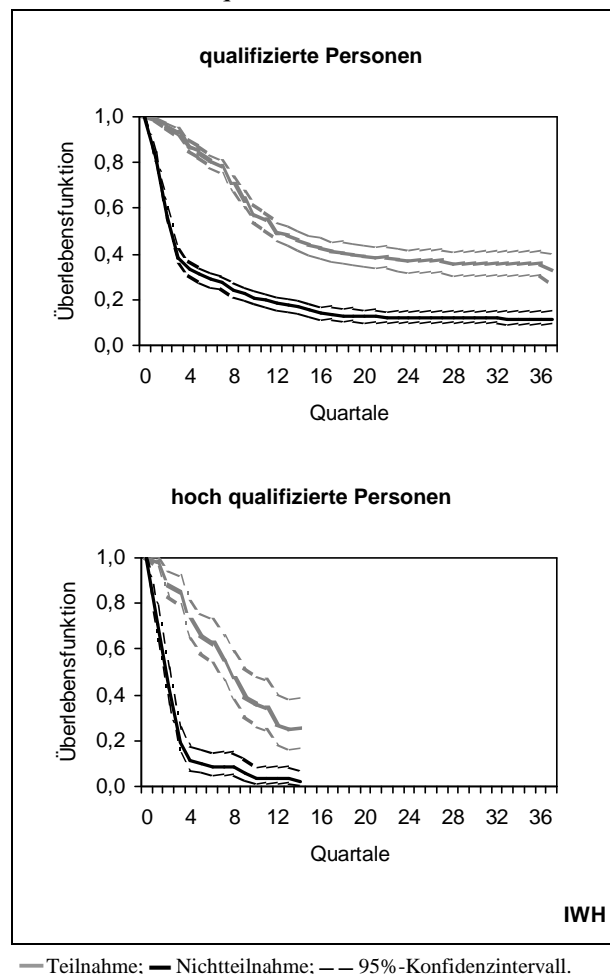 qualifizierte Personen
1,0
0,8
0,6
0,4
0,2
0,0
Überlebensfunktion
0 4 8 12 16 20 24 28 32 36
Quartale
hoch qualifizierte Personen
1,0
0,8
0,6
0,4
0,2
0,0
Überlebensfunktion
0 4 8 12 16 20 24 28 32 36
Quartale
IWH
Teilnahme; Nichtteilnahme; 95%-Konfidenzintervall.